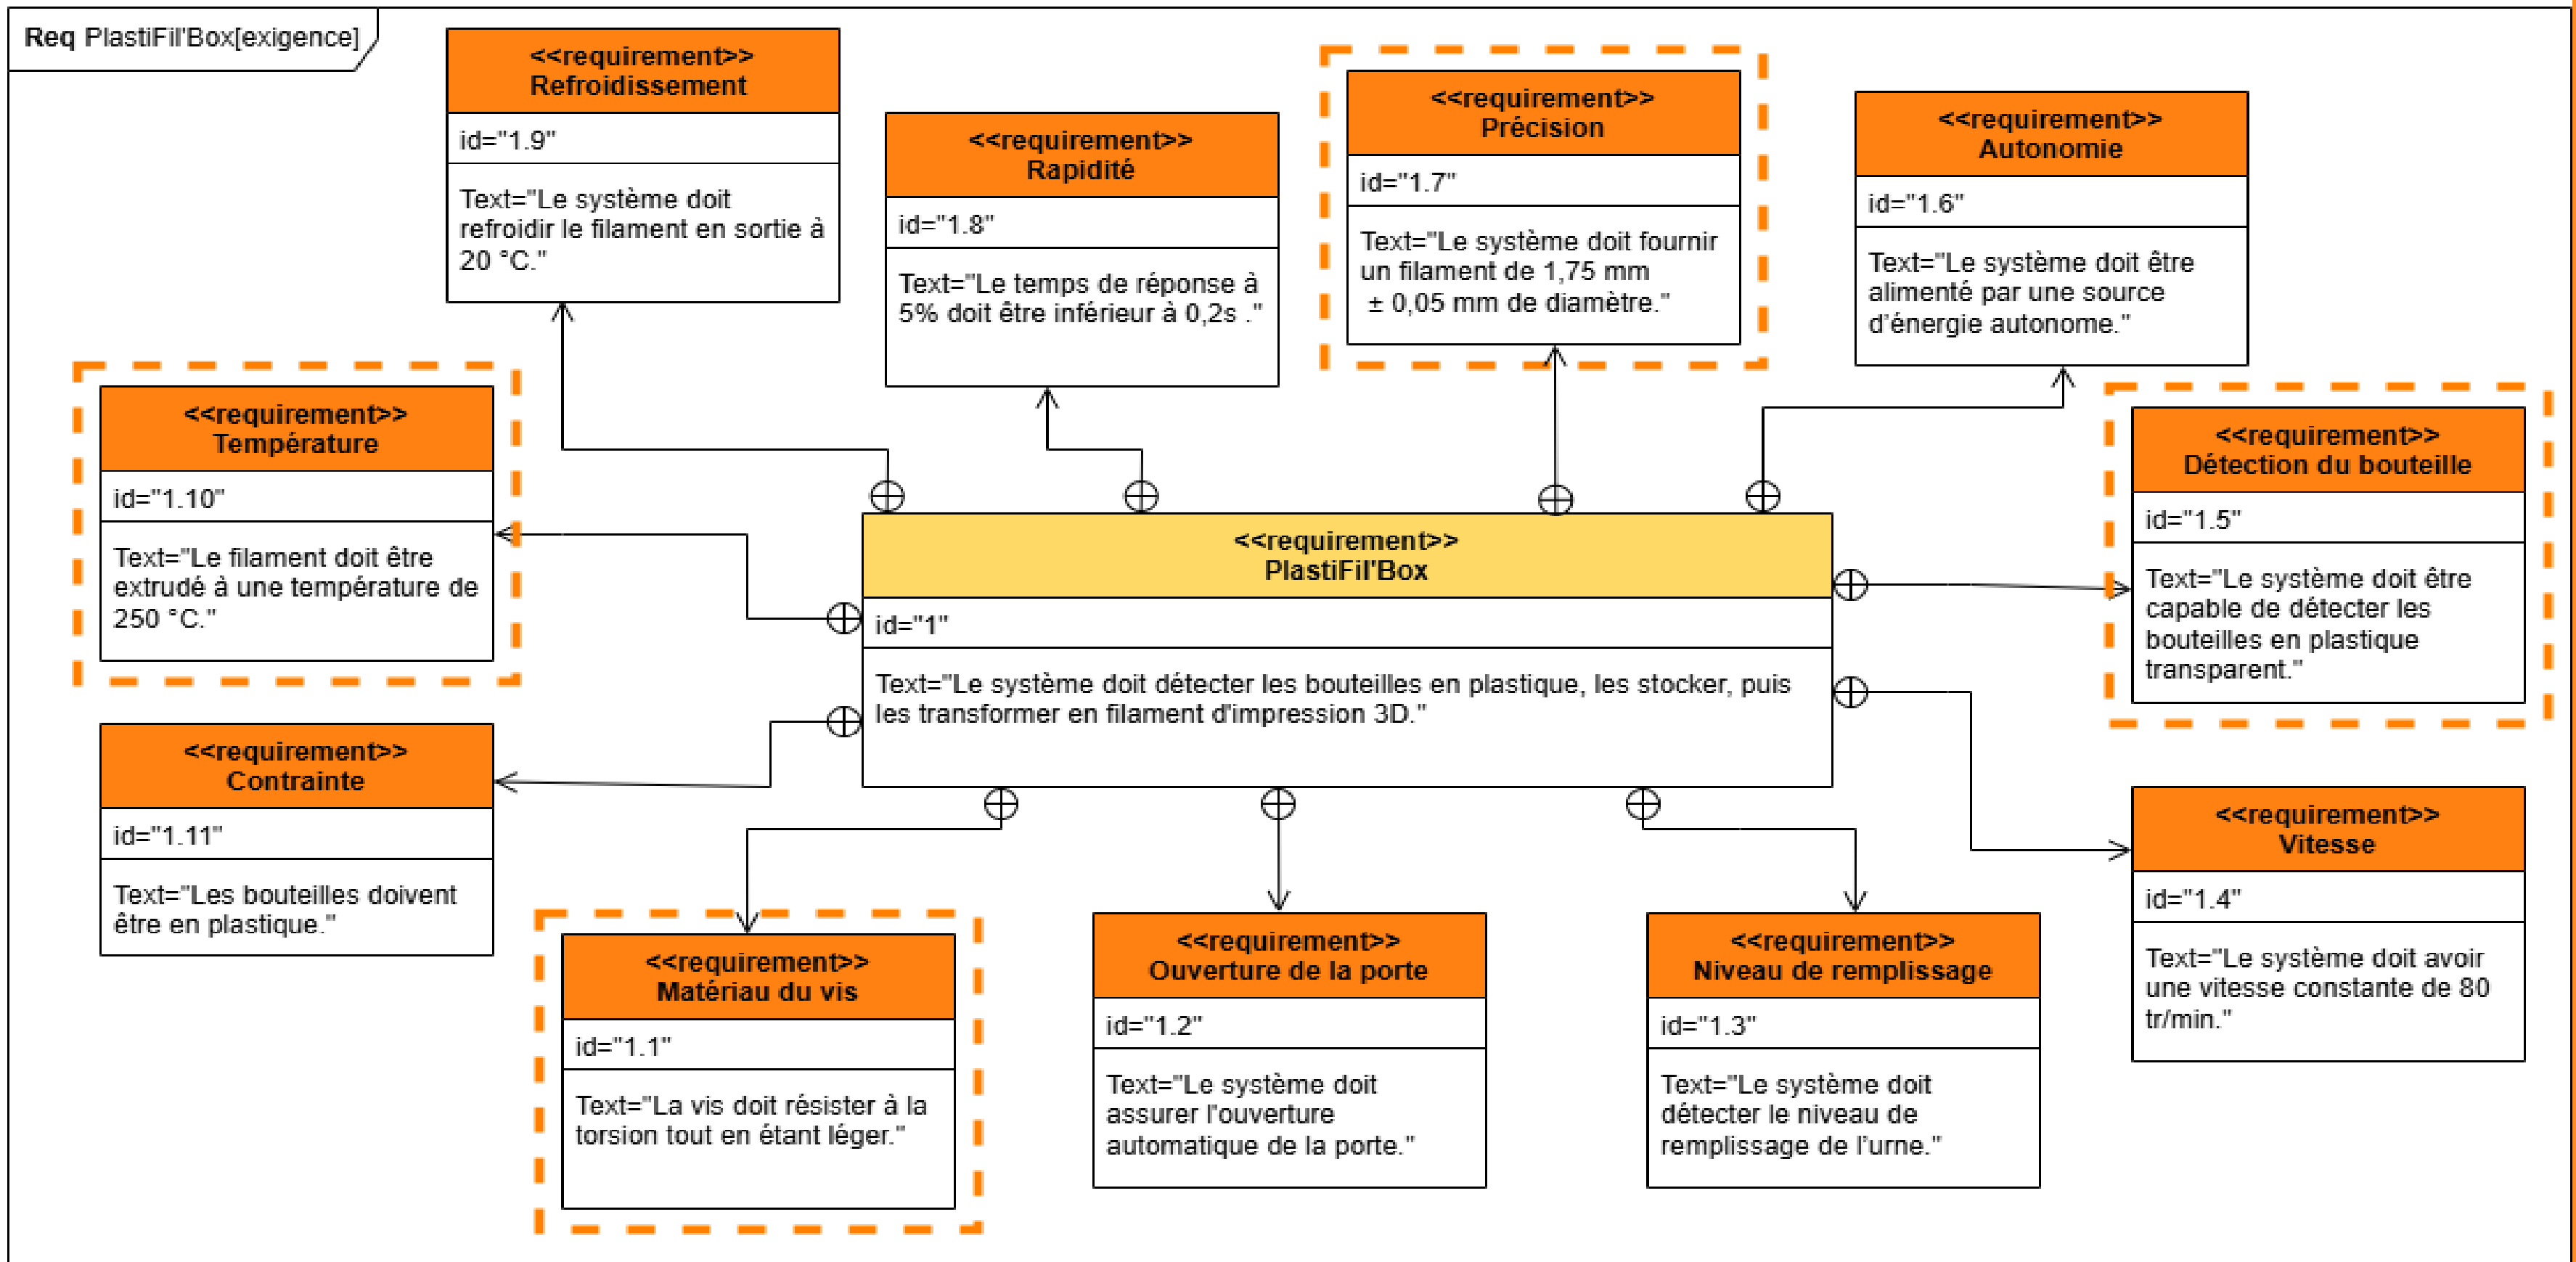 Req PlastiFil'Box[exigence]
<<requirement>>
Refroidissement
id="1.9"
Text="Le système doit
refroidir le filament en sortie à
20 °C."
<<requirement>>
Rapidité
id="1.8"
Text="Le temps de réponse à
5% doit être inférieur à 0,2s ."
<<requirement>>
Précision
id="1.7"
Text="Le système doit fournir
un filament de 1,75 mm
± 0,05 mm de diamètre."
<<requirement>>
Autonomie
id="1.6"
Text="Le système doit être
alimenté par une source
d'énergie autonome."
<<requirement>>
Température
id="1.10"
Text="Le filament doit être
extrudé à une température de
250 °C."
<<requirement>>
PlastiFil'Box
id="1"
Text="Le système doit détecter les bouteilles en plastique, les stocker, puis
les transformer en filament d'impression 3D."
<<requirement>>
Détection du bouteille
id="1.5"
Text="Le système doit être
capable de détecter les
bouteilles en plastique
transparent."
<<requirement>>
Contrainte
id="1.11"
Text="Les bouteilles doivent
être en plastique."
<<requirement>>
Matériau du vis
id="1.1"
Text="La vis doit résister à la
torsion tout en étant léger."
<<requirement>>
Ouverture de la porte
id="1.2"
Text="Le système doit
assurer l'ouverture
automatique de la porte."
<<requirement>>
Niveau de remplissage
id="1.3"
Text="Le système doit
détecter le niveau de
remplissage de l'urne."
<<requirement>>
Vitesse
id="1.4"
Text="Le système doit avoir
une vitesse constante de 80
tr/min."